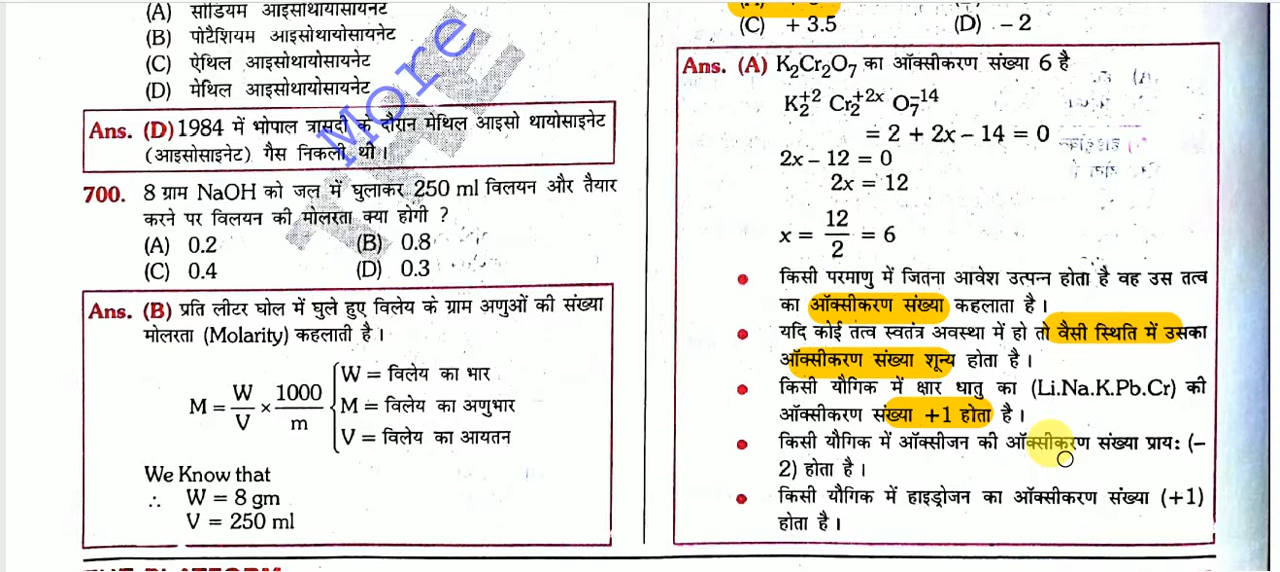 (A) सोडियम आइसोथायोसायनेट
(B) पोटैशियम आइसोथायोसायनेट
(C) ऐथिल आइसोथायोसायनेट
(D) मेथिल आइसोथायोसायनेट
Ans. (D) 1984 में भोपाल त्रासदी के दौरान मेथिल आइसो थायोसाइनेट
(आइसोसाइनेट) गैस निकली थी।
700. 8 ग्राम NaOH को जल में घुलाकर 250 ml विलयन और तैयार
करने पर विलयन की मोलरता क्या होगी ?
(A) 0.2 (B) 0.8
(C) 0.4 (D) 0.3
Ans. (B) प्रति लीटर घोल में घुले हुए विलेय के ग्राम अणुओं की संख्या
मोलरता (Molarity) कहलाती है।
M = W/V × 1000/m
W = विलेय का भार
M = विलेय का अणुभार
V = विलेय का आयतन
We Know that
∴ W = 8 gm
V = 250 ml
More
(C) + 3.5 (D) – 2
Ans. (A) K₂Cr₂O₇ का ऑक्सीकरण संख्या 6 है
K₂⁺² Cr₂⁺²ˣ O₇⁻¹⁴
= 2 + 2x – 14 = 0
2x – 12 = 0
2x = 12
x = 12/2 = 6
• किसी परमाणु में जितना आवेश उत्पन्न होता है वह उस तत्व
का ऑक्सीकरण संख्या कहलाता है।
• यदि कोई तत्व स्वतंत्र अवस्था में हो तो वैसी स्थिति में उसका
ऑक्सीकरण संख्या शून्य होता है।
• किसी यौगिक में क्षार धातु का (Li.Na.K.Pb.Cr) की
ऑक्सीकरण संख्या +1 होता है।
• किसी यौगिक में ऑक्सीजन की ऑक्सीकरण संख्या प्राय: (–
2) होता है।
• किसी यौगिक में हाइड्रोजन का ऑक्सीकरण संख्या (+1)
होता है।